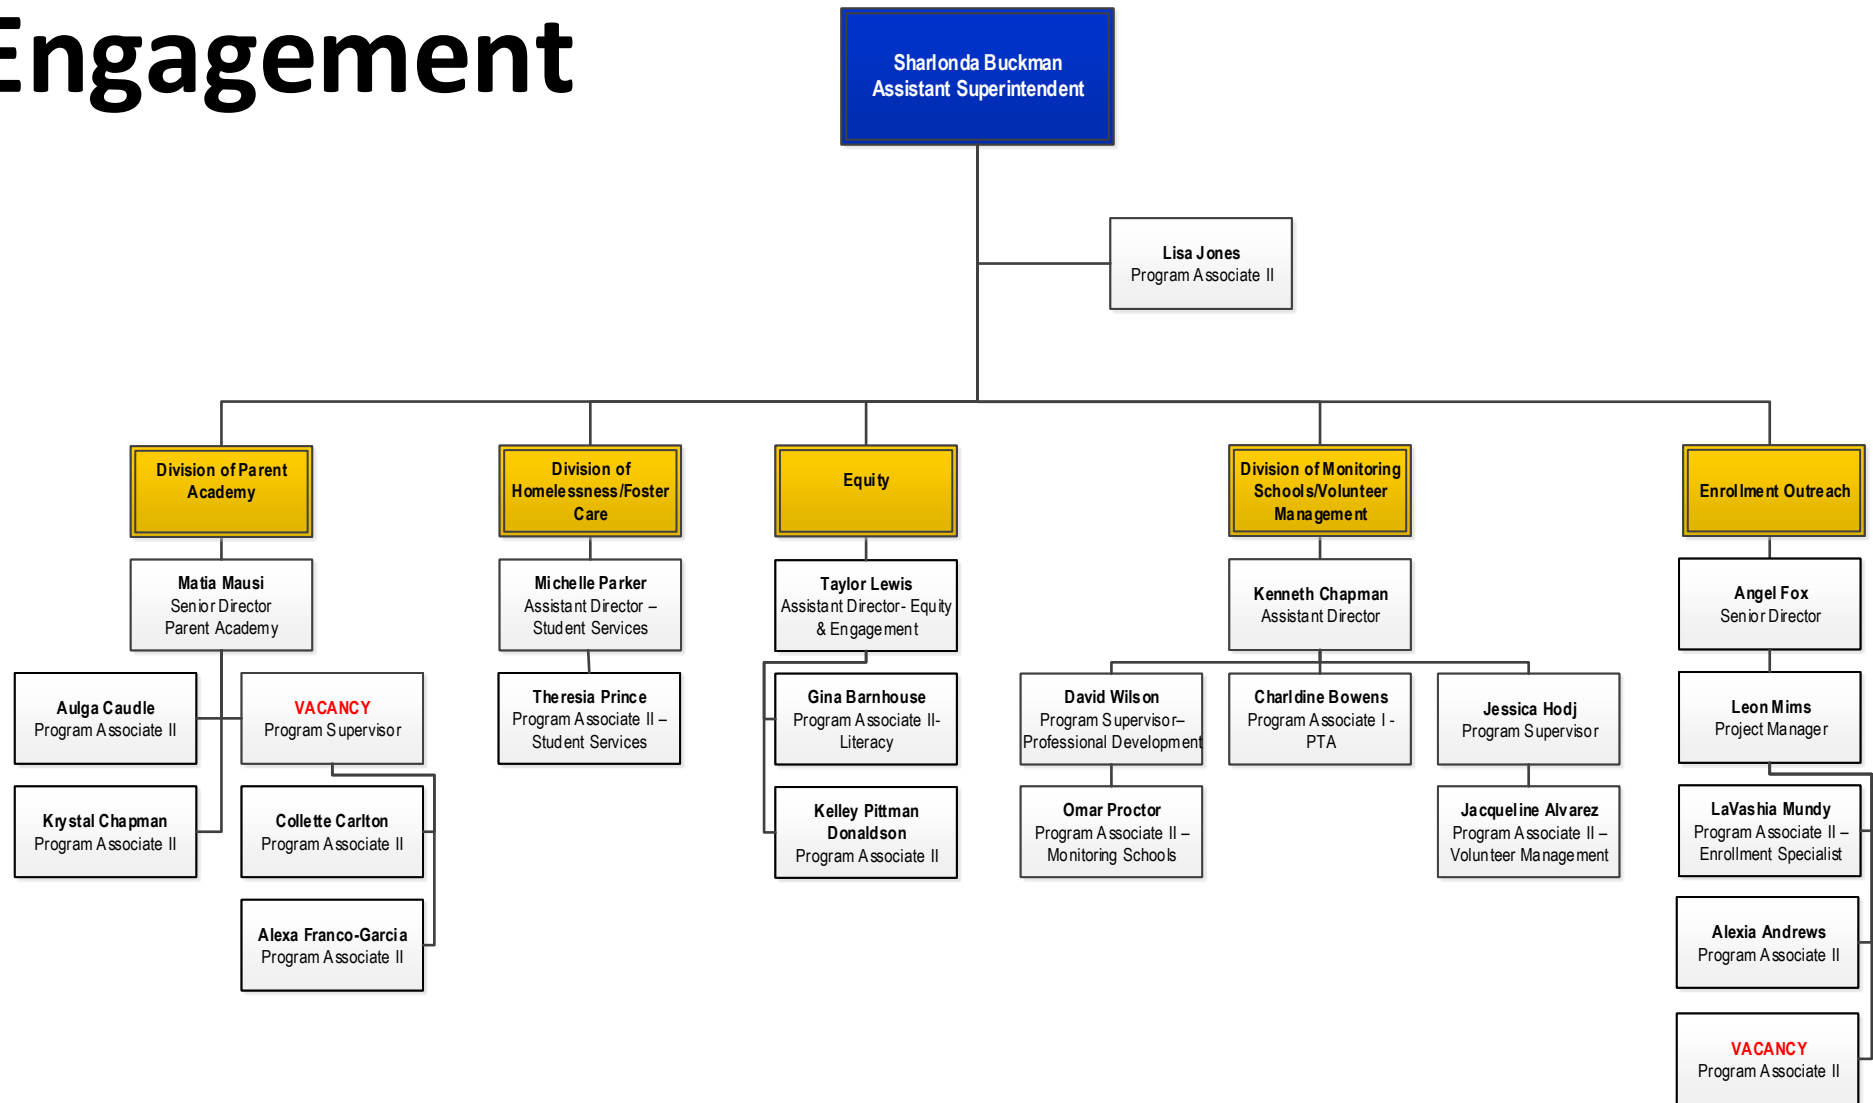 Engagement
Sharlonda Buckman
Assistant Superintendent
Lisa Jones
Program Associate II
Division of Parent
Academy
Matia Mausi
Senior Director
Parent Academy
Aulga Caudle
Program Associate II
VACANCY
Program Supervisor
Krystal Chapman
Program Associate II
Collette Carlton
Program Associate II
Alexa Franco-Garcia
Program Associate II
Division of
Homelessness/Foster
Care
Michelle Parker
Assistant Director –
Student Services
Theresia Prince
Program Associate II –
Student Services
Equity
Taylor Lewis
Assistant Director- Equity
& Engagement
Gina Barnhouse
Program Associate II-
Literacy
Kelley Pittman
Donaldson
Program Associate II
Division of Monitoring
Schools/Volunteer
Management
Kenneth Chapman
Assistant Director
David Wilson
Program Supervisor–
Professional Development
Charldine Bowens
Program Associate I -
PTA
Jessica Hodj
Program Supervisor
Omar Proctor
Program Associate II –
Monitoring Schools
Jacqueline Alvarez
Program Associate II –
Volunteer Management
Enrollment Outreach
Angel Fox
Senior Director
Leon Mims
Project Manager
LaVashia Mundy
Program Associate II –
Enrollment Specialist
Alexia Andrews
Program Associate II
VACANCY
Program Associate II